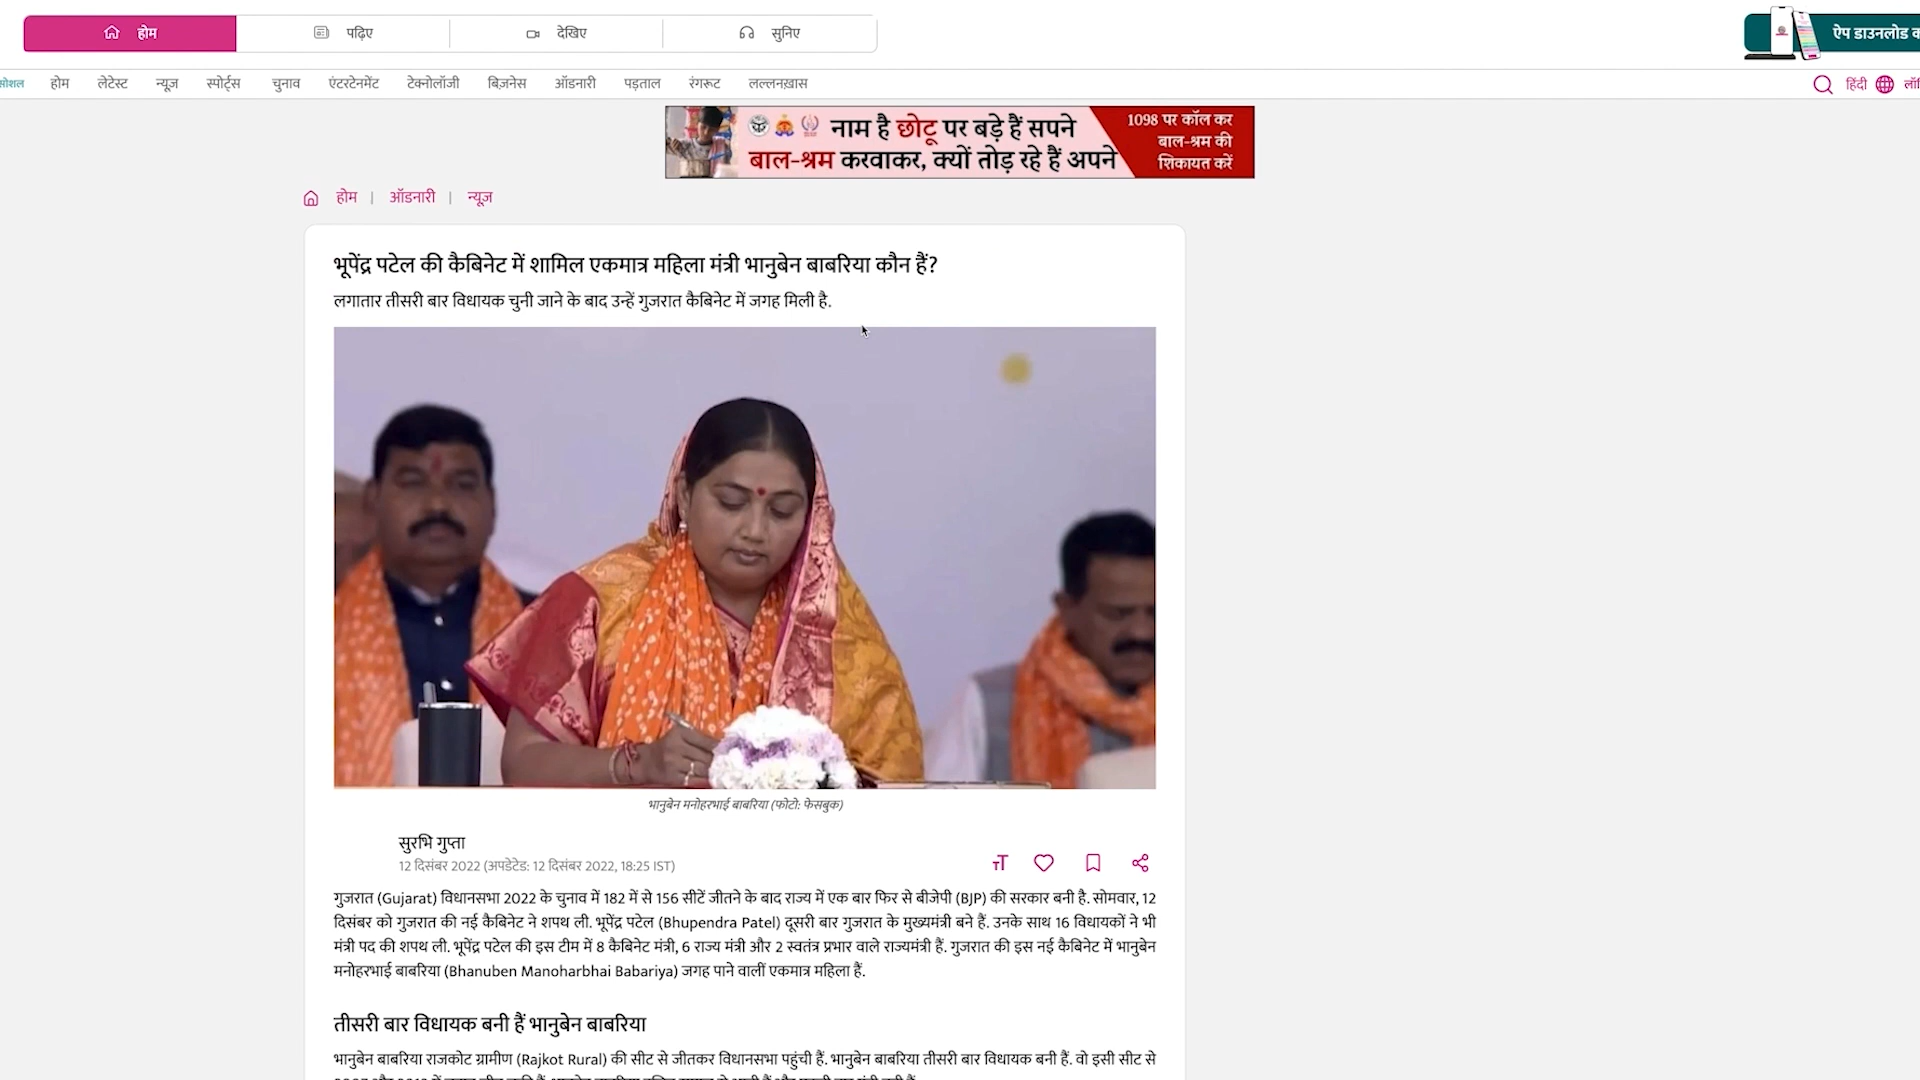 होम
पढ़िए
देखिए
सुनिए
ऐप डाउनलोड
सोशल
होम
लेटेस्ट
न्यूज़
स्पोर्ट्स
चुनाव
एंटरटेनमेंट
टेक्नोलॉजी
बिज़नेस
ऑडनारी
पड़ताल
रंगरूट
लल्लनख़ास
हिंदी
नाम है छोटू पर बड़े हैं सपने
बाल-श्रम करवाकर, क्यों तोड़ रहे हैं अपने
1098 पर कॉल कर
बाल-श्रम की
शिकायत करें
होम | ऑडनारी | न्यूज़
भूपेंद्र पटेल की कैबिनेट में शामिल एकमात्र महिला मंत्री भानुबेन बाबरिया कौन हैं?
लगातार तीसरी बार विधायक चुनी जाने के बाद उन्हें गुजरात कैबिनेट में जगह मिली है.
भानुबेन मनोहरभाई बाबरिया (फोटो: फेसबुक)
सुरभि गुप्ता
12 दिसंबर 2022 (अपडेटेड: 12 दिसंबर 2022, 18:25 IST)
गुजरात (Gujarat) विधानसभा 2022 के चुनाव में 182 में से 156 सीटें जीतने के बाद राज्य में एक बार फिर से बीजेपी (BJP) की सरकार बनी है. सोमवार, 12
दिसंबर को गुजरात की नई कैबिनेट ने शपथ ली. भूपेंद्र पटेल (Bhupendra Patel) दूसरी बार गुजरात के मुख्यमंत्री बने हैं. उनके साथ 16 विधायकों ने भी
मंत्री पद की शपथ ली. भूपेंद्र पटेल की इस टीम में 8 कैबिनेट मंत्री, 6 राज्य मंत्री और 2 स्वतंत्र प्रभार वाले राज्यमंत्री हैं. गुजरात की इस नई कैबिनेट में भानुबेन
मनोहरभाई बाबरिया (Bhanuben Manoharbhai Babariya) जगह पाने वालीं एकमात्र महिला हैं.
तीसरी बार विधायक बनी हैं भानुबेन बाबरिया
भानुबेन बाबरिया राजकोट ग्रामीण (Rajkot Rural) की सीट से जीतकर विधानसभा पहुंची हैं. भानुबेन बाबरिया तीसरी बार विधायक बनी हैं. वो इसी सीट से